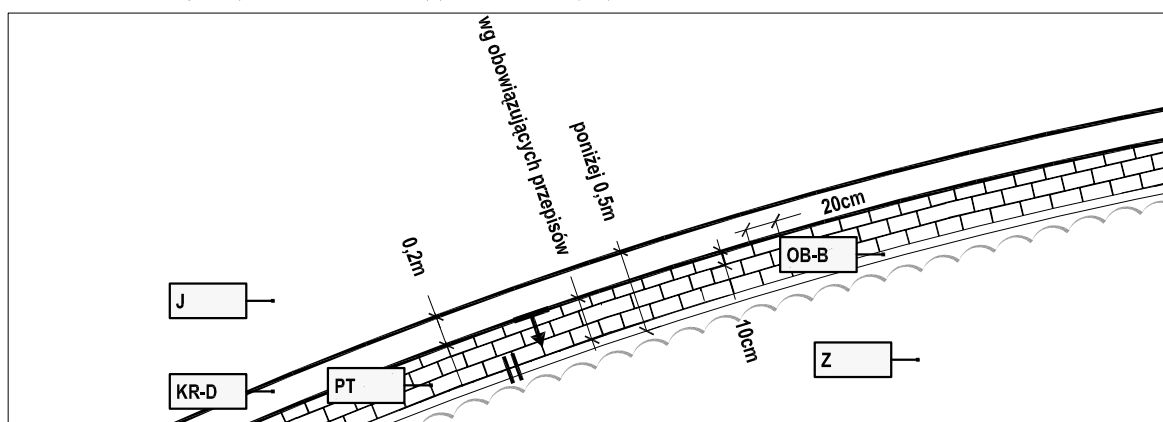 wg obowiązujących przepisów
poniżej 0,5m
20cm
0,2m
OB-B
J
10cm
Z
KR-D
PT